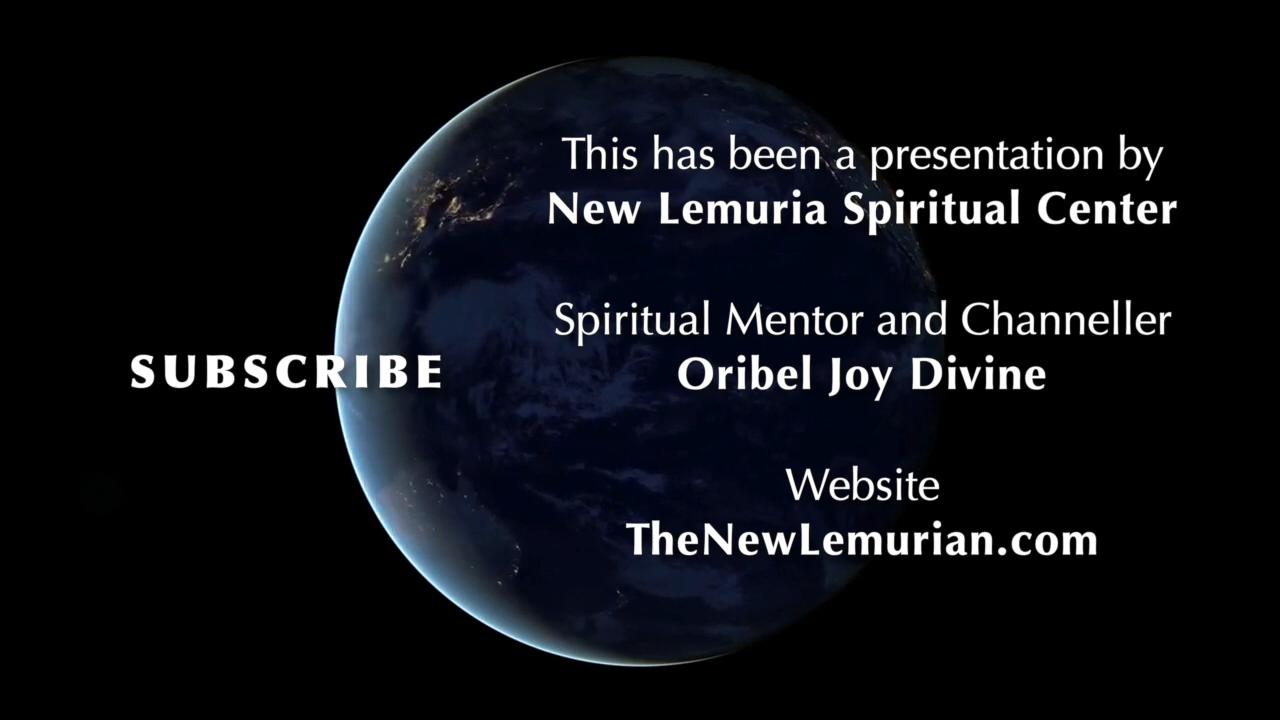 This has been a presentation by
New Lemuria Spiritual Center
Spiritual Mentor and Channeller
Oribel Joy Divine
SUBSCRIBE
Website
TheNewLemurian.com